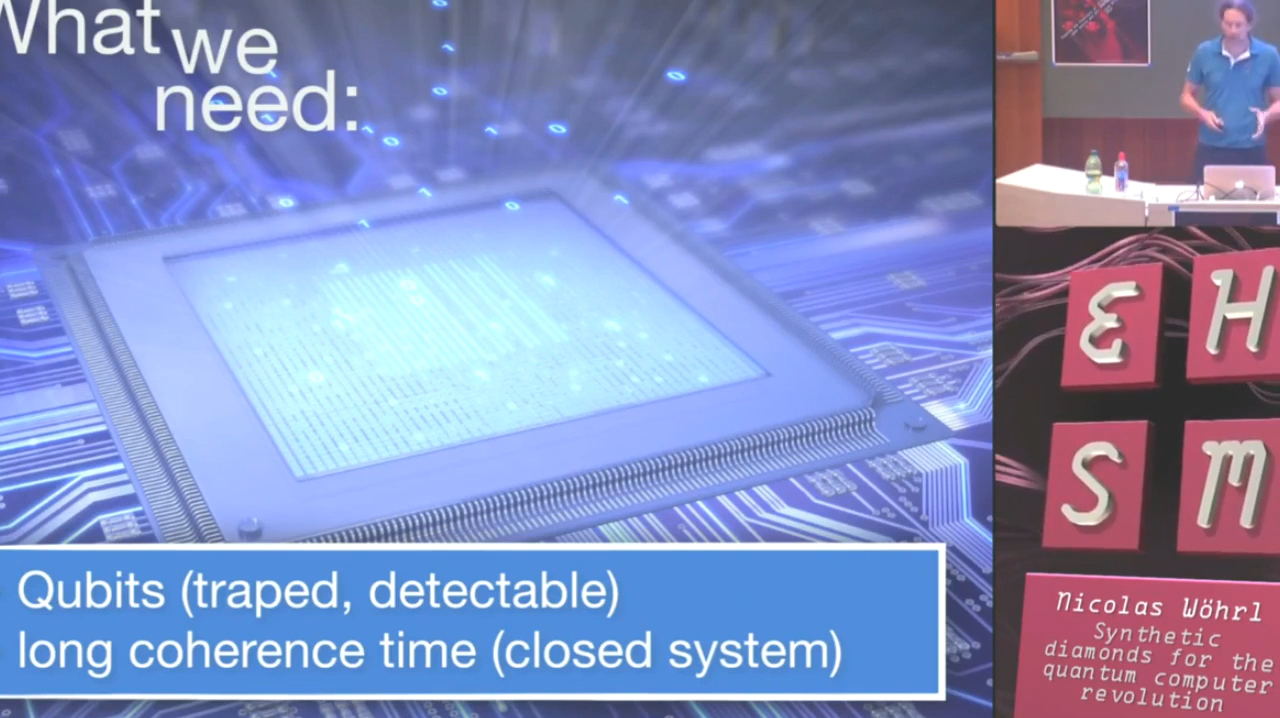 What we
need:
Qubits (traped, detectable)
long coherence time (closed system)
ε H
S m
Nicolas Wöhrl
Synthetic
diamonds for the
quantum computer
revolution